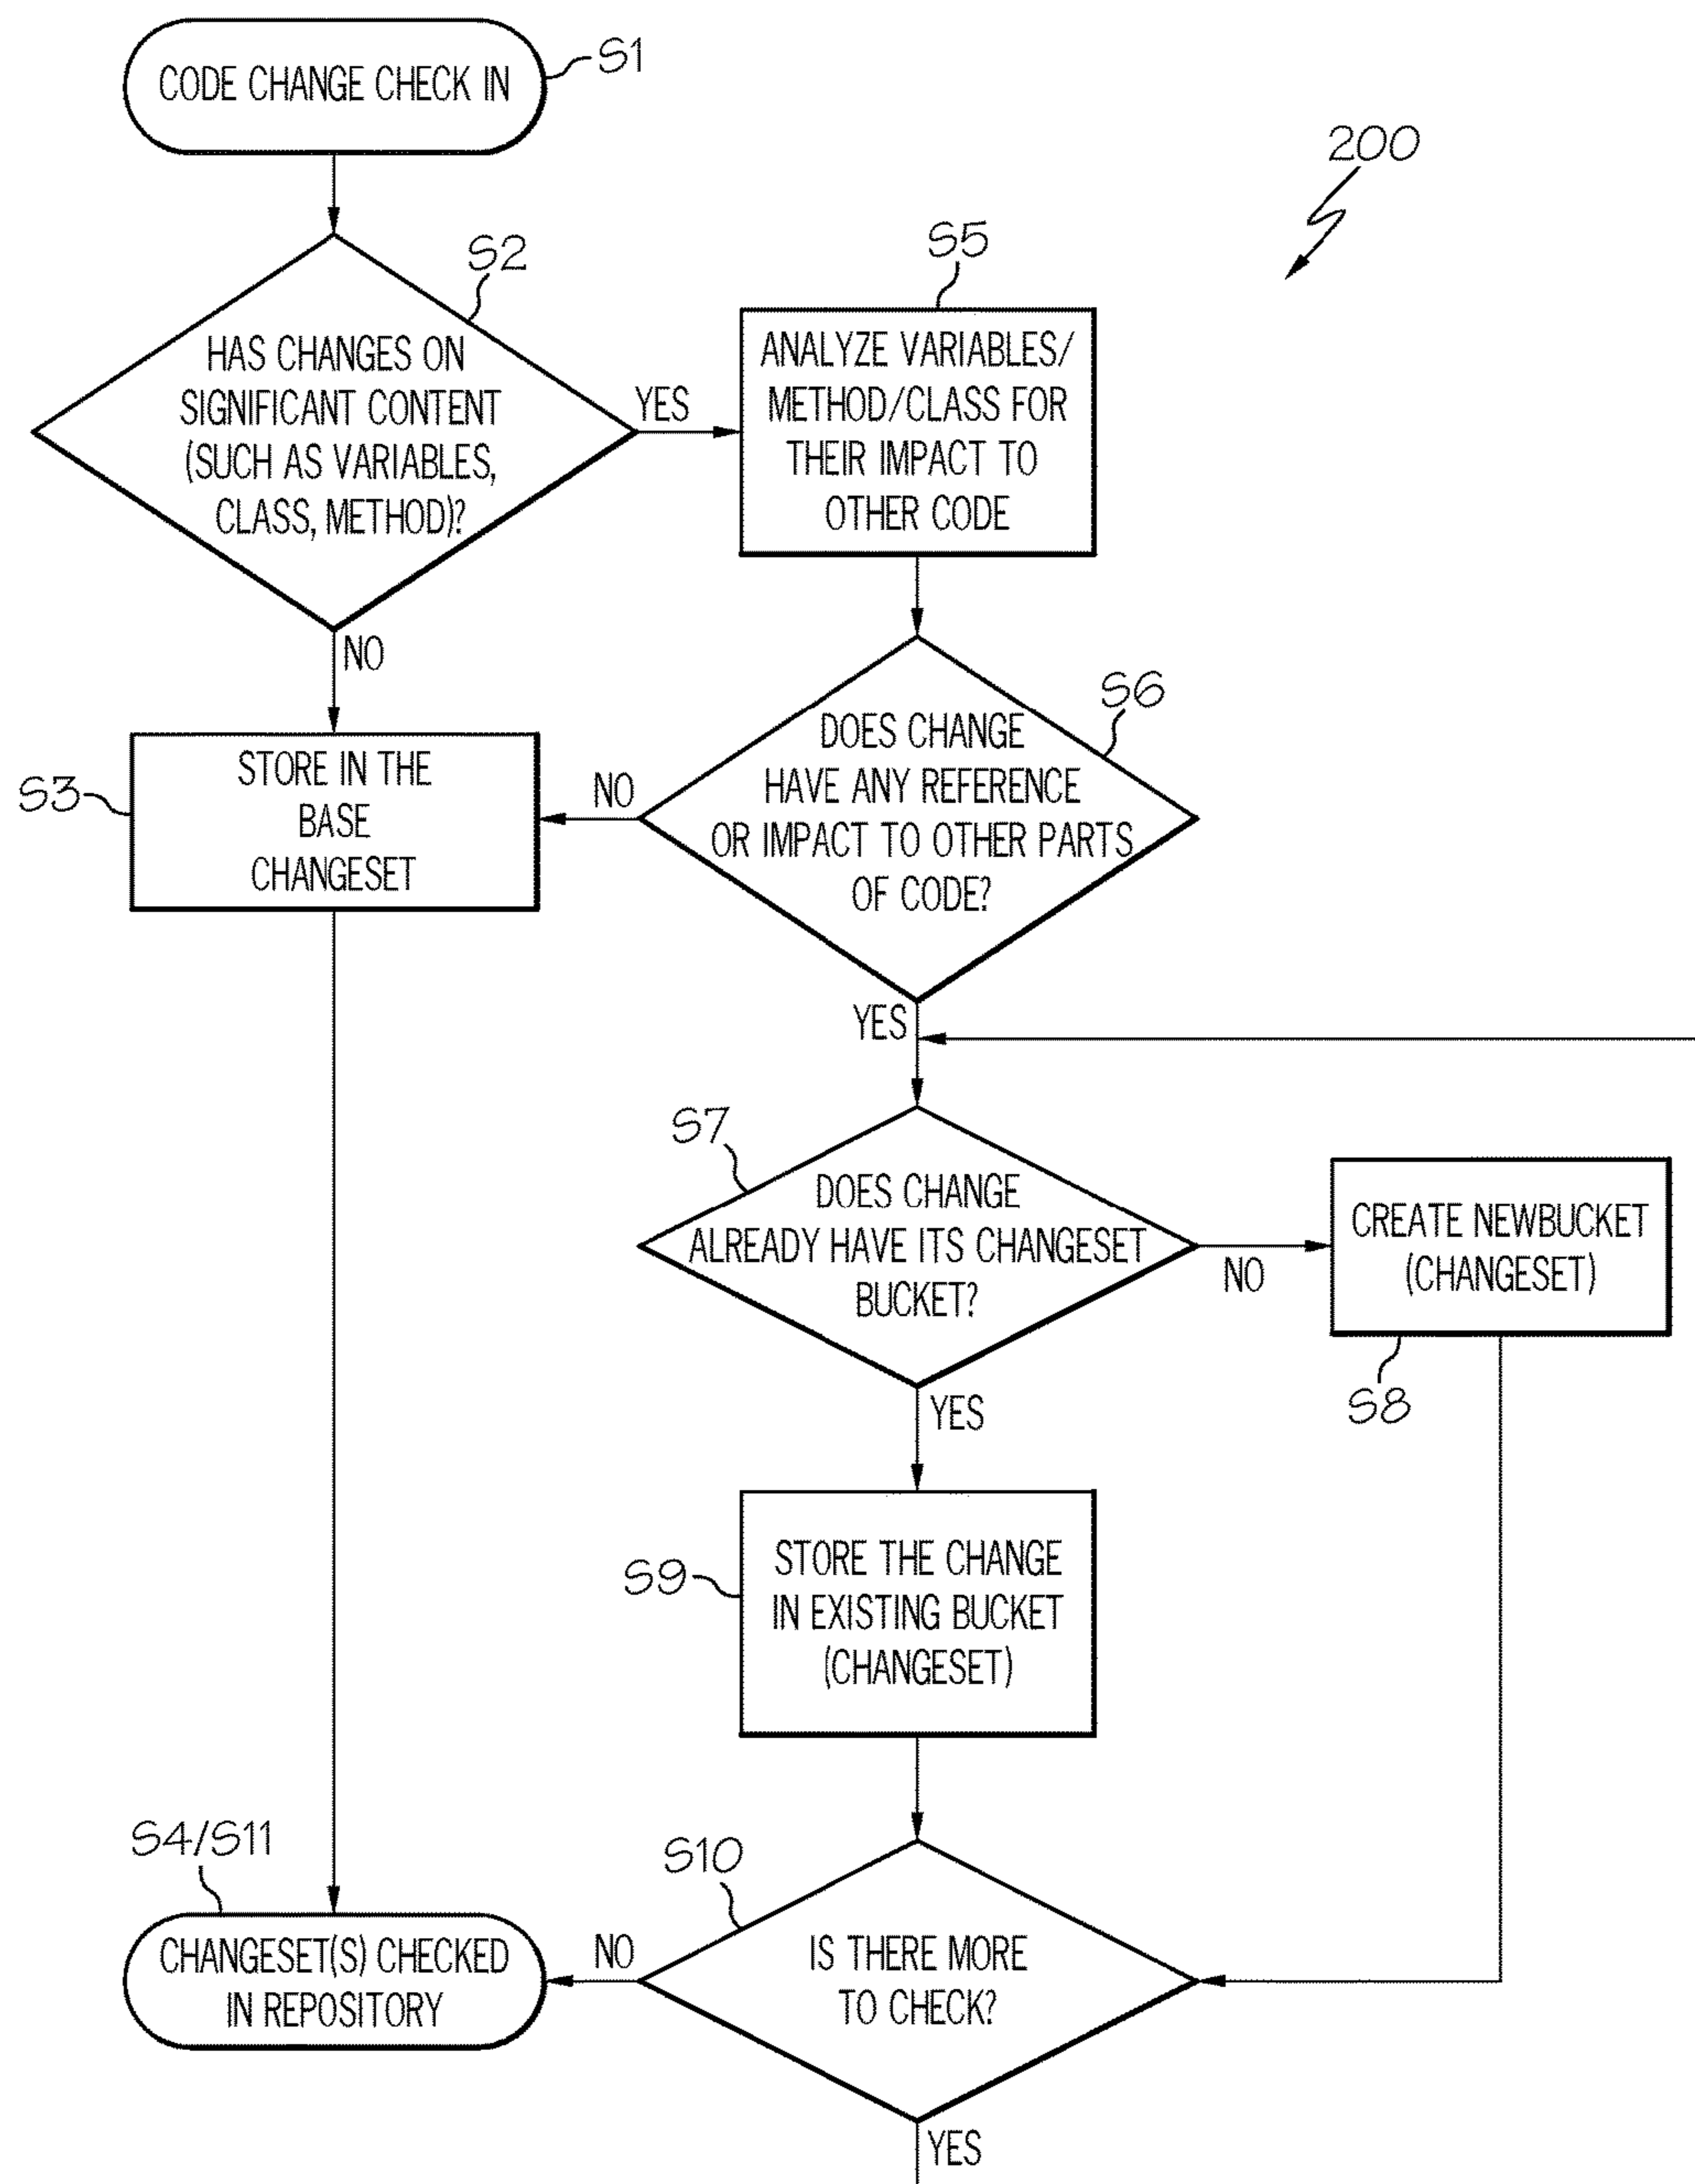 CODE CHANGE CHECK IN
S1
200
S2
HAS CHANGES ON
SIGNIFICANT CONTENT
(SUCH AS VARIABLES,
CLASS, METHOD)?
YES
NO
S5
ANALYZE VARIABLES/
METHOD/CLASS FOR
THEIR IMPACT TO
OTHER CODE
S3
STORE IN THE
BASE
CHANGESET
NO
S6
DOES CHANGE
HAVE ANY REFERENCE
OR IMPACT TO OTHER PARTS
OF CODE?
YES
S7
DOES CHANGE
ALREADY HAVE ITS CHANGESET
BUCKET?
NO
CREATE NEWBUCKET
(CHANGESET)
S8
YES
S9
STORE THE CHANGE
IN EXISTING BUCKET
(CHANGESET)
S4/S11
CHANGESET(S) CHECKED
IN REPOSITORY
NO
S10
IS THERE MORE
TO CHECK?
YES